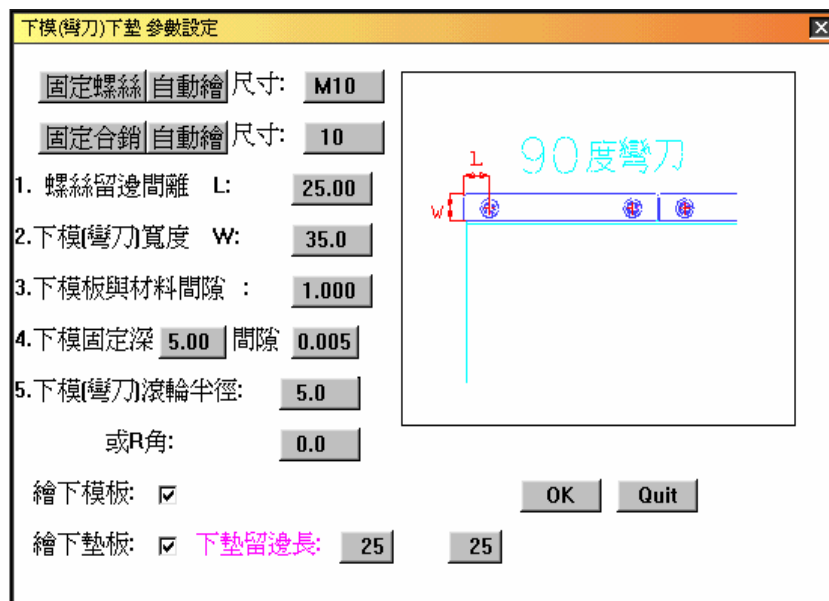 下模(彎刀)下墊 參數設定
固定螺絲 自動繪 尺寸: M10
固定合銷 自動繪 尺寸: 10
1. 螺絲留邊間離 L: 25.00
2.下模(彎刀)寬度 W: 35.0
3.下模板與材料間隙 : 1.000
4.下模固定深 5.00 間隙 0.005
5.下模(彎刀)滾輪半徑: 5.0
或R角: 0.0
繪下模板:
繪下墊板: 下墊留邊長: 25 25
90度彎刀
L
W
OK Quit